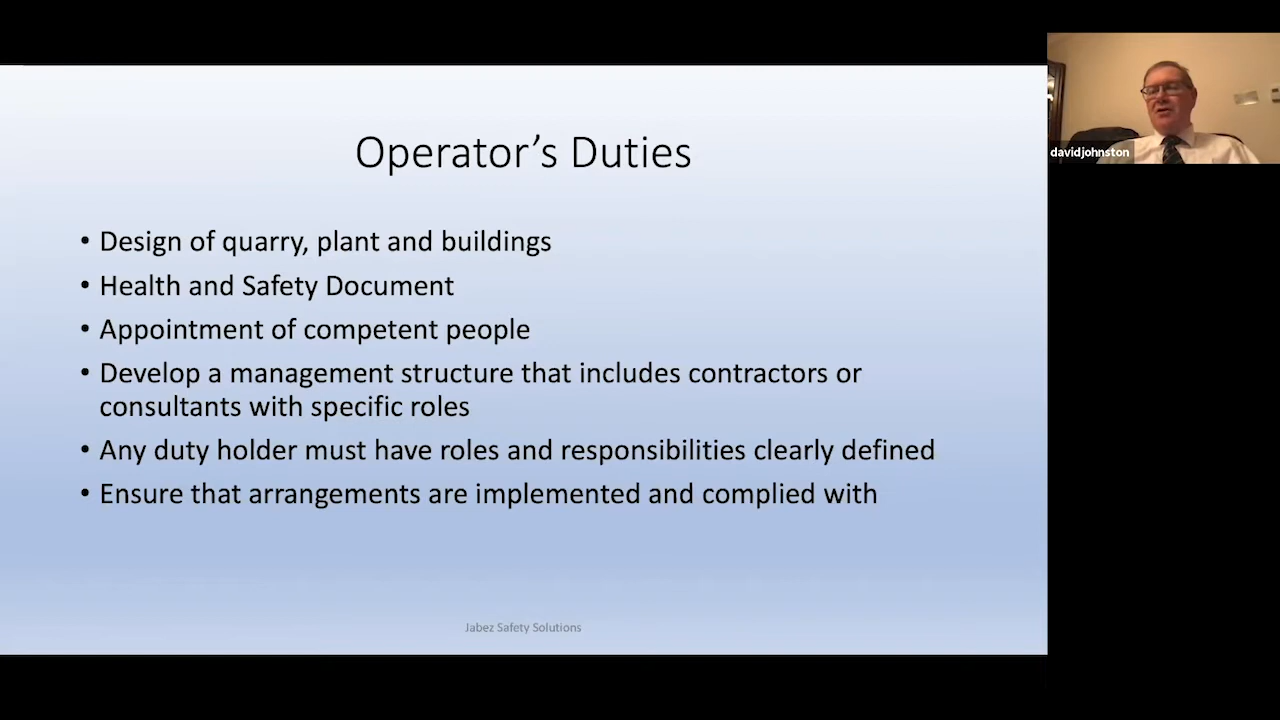 Operator’s Duties
• Design of quarry, plant and buildings
• Health and Safety Document
• Appointment of competent people
• Develop a management structure that includes contractors or
consultants with specific roles
• Any duty holder must have roles and responsibilities clearly defined
• Ensure that arrangements are implemented and complied with
Jabez Safety Solutions
davidjohnston